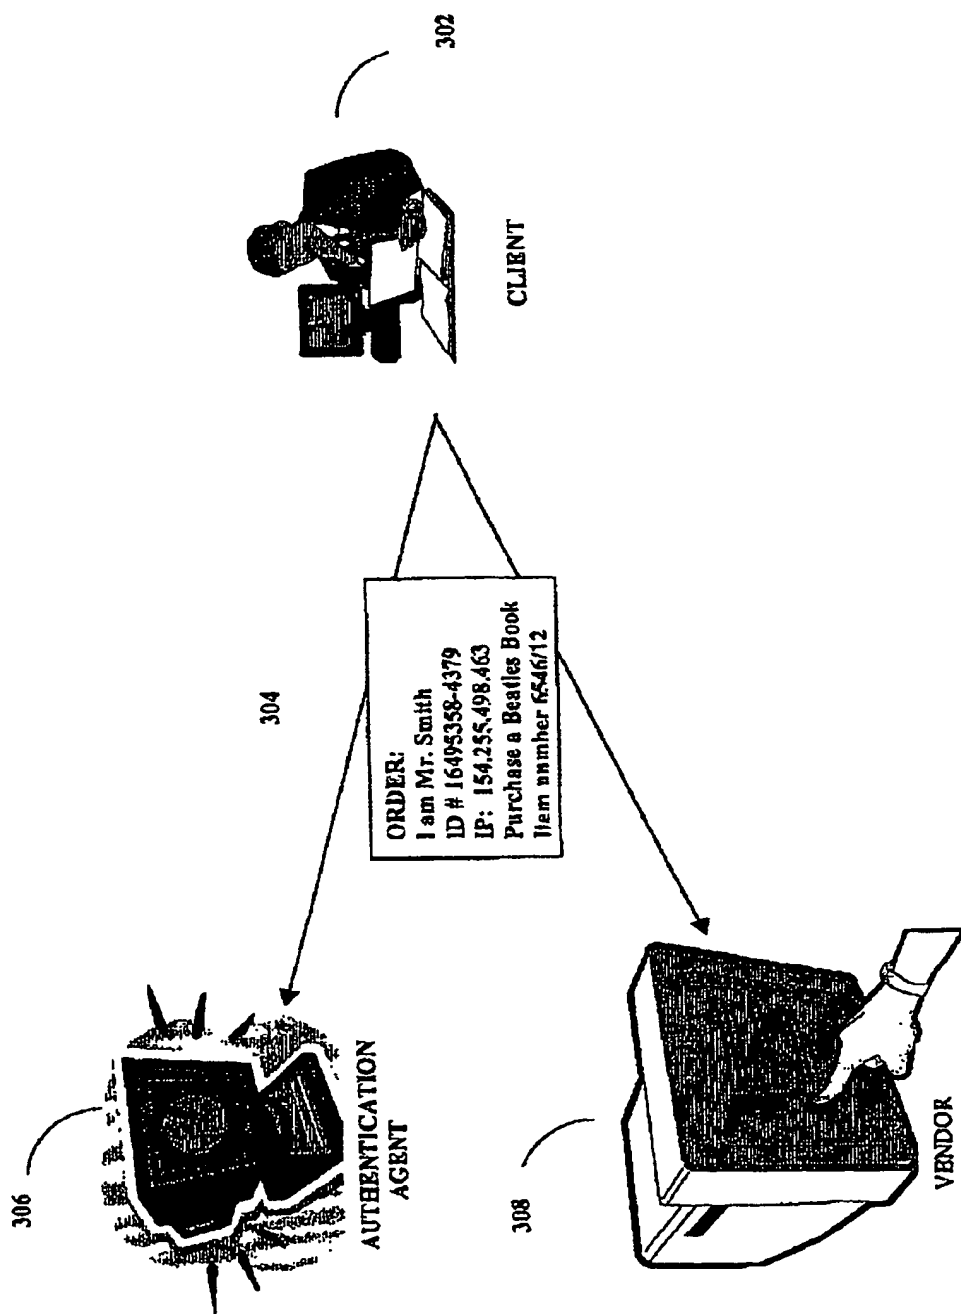 302
CLIENT
304
ORDER:
I am Mr. Smith
ID # 16495358-4379
IP: 154.255.498.463
Purchase a Beatles Book
Item number 6546/12
306
AUTHENTICATION
AGENT
308
VENDOR